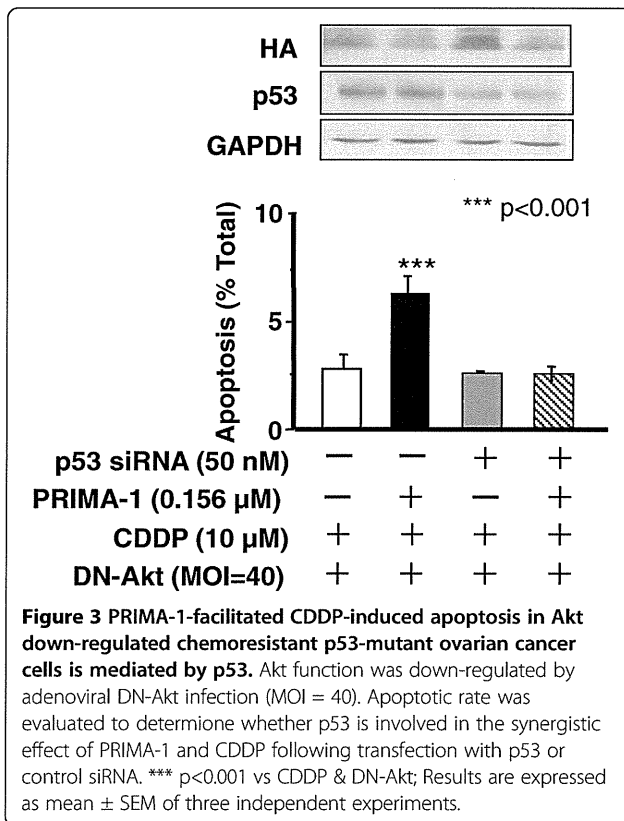 HA
p53
GAPDH
*** p<0.001
10
***
Apoptosis (% Total)
5
0
p53 siRNA (50 nM) — — + +
PRIMA-1 (0.156 µM) — + — +
CDDP (10 µM) + + + +
DN-Akt (MOI=40) + + + +
Figure 3 PRIMA-1-facilitated CDDP-induced apoptosis in Akt
down-regulated chemoresistant p53-mutant ovarian cancer
cells is mediated by p53. Akt function was down-regulated by
adenoviral DN-Akt infection (MOI = 40). Apoptotic rate was
evaluated to determione whether p53 is involved in the synergistic
effect of PRIMA-1 and CDDP following transfection with p53 or
control siRNA. *** p<0.001 vs CDDP & DN-Akt; Results are expressed
as mean ± SEM of three independent experiments.